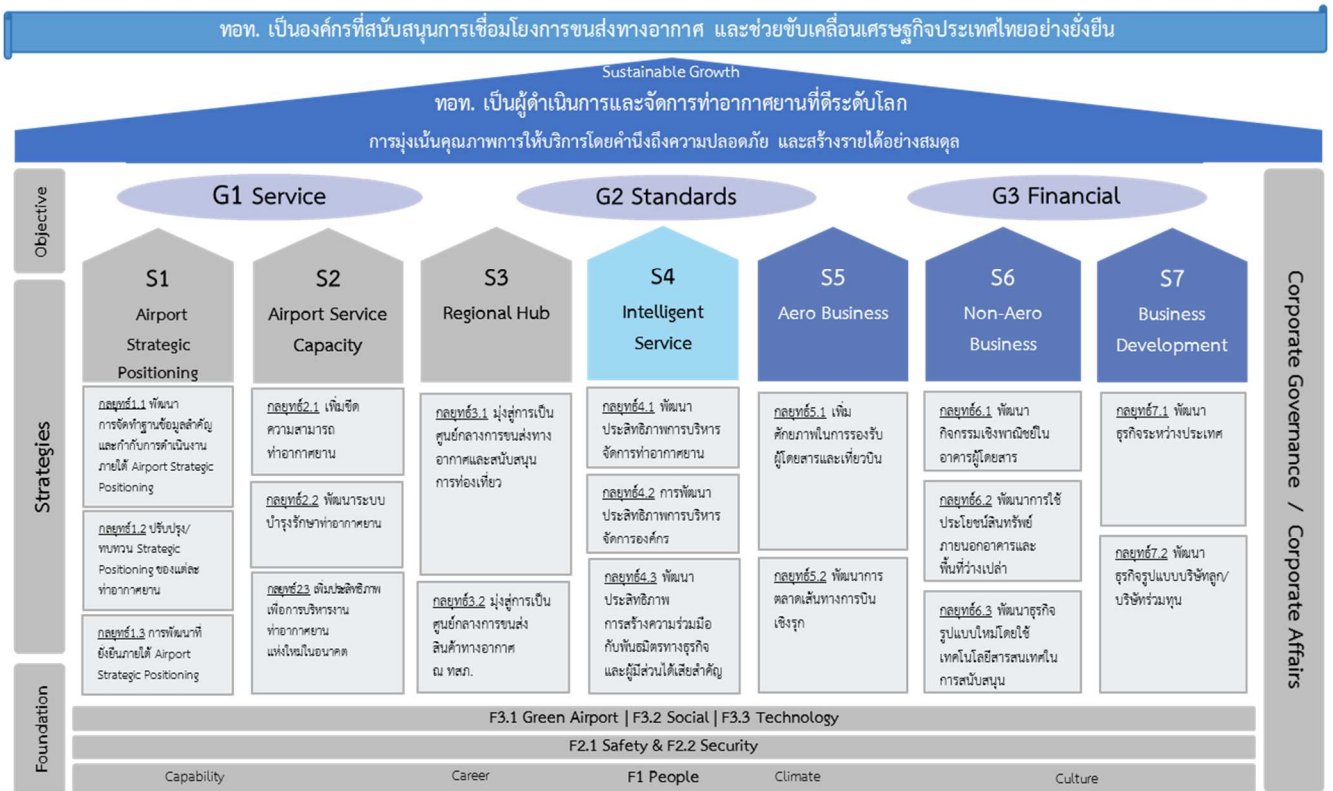 ทอท. เป็นองค์กรที่สนับสนุนการเชื่อมโยงการขนส่งทางอากาศ และช่วยขับเคลื่อนเศรษฐกิจประเทศไทยอย่างยั่งยืน
Sustainable Growth
ทอท. เป็นผู้ดำเนินการและจัดการท่าอากาศยานที่ดีระดับโลก
การมุ่งเน้นคุณภาพการให้บริการโดยคำนึงถึงความปลอดภัย และสร้างรายได้อย่างสมดุล
Objective
G1 Service
G2 Standards
G3 Financial
Strategies
S1
Airport
Strategic
Positioning
กลยุทธ์1.1 พัฒนา
การจัดทำฐานข้อมูลสำคัญ
และกำกับการดำเนินงาน
ภายใต้ Airport Strategic
Positioning
กลยุทธ์1.2 ปรับปรุง/
ทบทวน Strategic
Positioning ของแต่ละ
ท่าอากาศยาน
กลยุทธ์1.3 การพัฒนาที่
ยั่งยืนภายใต้ Airport
Strategic Positioning
S2
Airport Service
Capacity
กลยุทธ์2.1 เพิ่มขีด
ความสามารถ
ท่าอากาศยาน
กลยุทธ์2.2 พัฒนาระบบ
บำรุงรักษาท่าอากาศยาน
กลยุทธ์2.3 เพิ่มประสิทธิภาพ
เพื่อการบริหารงาน
ท่าอากาศยาน
แห่งใหม่ในอนาคต
S3
Regional Hub
กลยุทธ์3.1 มุ่งสู่การเป็น
ศูนย์กลางการขนส่งทาง
อากาศและสนับสนุน
การท่องเที่ยว
กลยุทธ์3.2 มุ่งสู่การเป็น
ศูนย์กลางการขนส่ง
สินค้าทางอากาศ
ณ ทสภ.
S4
Intelligent
Service
กลยุทธ์4.1 พัฒนา
ประสิทธิภาพการบริหาร
จัดการท่าอากาศยาน
กลยุทธ์4.2 การพัฒนา
ประสิทธิภาพการบริหาร
จัดการองค์กร
กลยุทธ์4.3 พัฒนา
ประสิทธิภาพ
การสร้างความร่วมมือ
กับพันธมิตรทางธุรกิจ
และผู้มีส่วนได้เสียสำคัญ
S5
Aero Business
กลยุทธ์5.1 เพิ่ม
ศักยภาพในการรองรับ
ผู้โดยสารและเที่ยวบิน
กลยุทธ์5.2 พัฒนาการ
ตลาดเส้นทางการบิน
เชิงรุก
S6
Non-Aero
Business
กลยุทธ์6.1 พัฒนา
กิจกรรมเชิงพาณิชย์ใน
อาคารผู้โดยสาร
กลยุทธ์6.2 พัฒนาการใช้
ประโยชน์สินทรัพย์
ภายนอกอาคารและ
พื้นที่ว่างเปล่า
กลยุทธ์6.3 พัฒนาธุรกิจ
รูปแบบใหม่โดยใช้
เทคโนโลยีสารสนเทศใน
การสนับสนุน
S7
Business
Development
กลยุทธ์7.1 พัฒนา
ธุรกิจระหว่างประเทศ
กลยุทธ์7.2 พัฒนา
ธุรกิจรูปแบบบริษัทลูก/
บริษัทร่วมทุน
Corporate Governance / Corporate Affairs
Foundation
F3.1 Green Airport | F3.2 Social | F3.3 Technology
F2.1 Safety & F2.2 Security
Capability Career F1 People Climate Culture